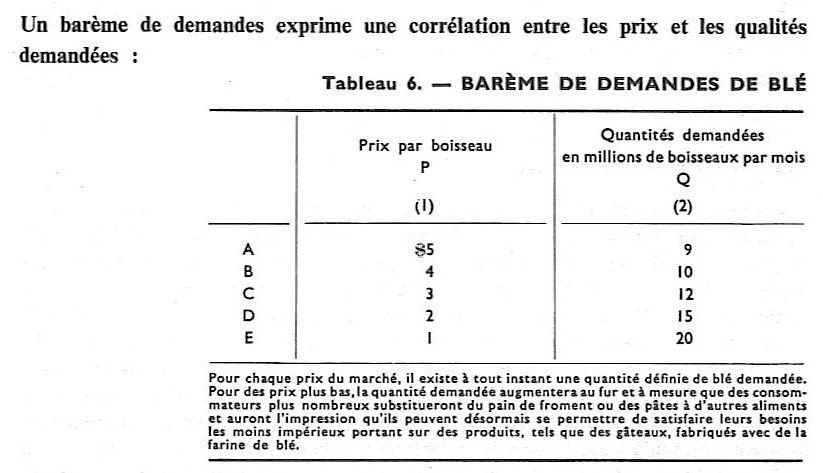 Un barème de demandes exprime une corrélation entre les prix et les qualités
demandées :
Tableau 6. — BARÈME DE DEMANDES DE BLÉ
Prix par boisseau
P
(1)
Quantités demandées
en millions de boisseaux par mois
Q
(2)
A $5 9
B 4 10
C 3 12
D 2 15
E 1 20
Pour chaque prix du marché, il existe à tout instant une quantité définie de blé demandée.
Pour des prix plus bas, la quantité demandée augmentera au fur et à mesure que des consom-
mateurs plus nombreux substitueront du pain de froment ou des pâtes à d'autres aliments
et auront l'impression qu'ils peuvent désormais se permettre de satisfaire leurs besoins
les moins impérieux portant sur des produits, tels que des gâteaux, fabriqués avec de la
farine de blé.